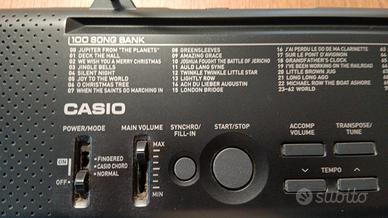 100 SONG BANK
00 JUPITER FROM "THE PLANETS"
01 DECK THE HALL
02 WE WISH YOU A MERRY CHRISTMAS
03 JINGLE BELLS
04 SILENT NIGHT
05 JOY TO THE WORLD
06 O CHRISTMAS TREE
07 WHEN THE SAINTS GO MARCHING IN
08 GREENSLEEVES
09 AMAZING GRACE
10 JOSHUA FOUGHT THE BATTLE OF JERICHO
11 AULD LANG SYNE
12 TWINKLE TWINKLE LITTLE STAR
13 LIGHTLY ROW
14 ACH DU LIEBER AUGUSTIN
15 LONDON BRIDGE
16 J'AI PERDU LE DO DE MA CLARINETTE
17 SUR LE PONT D'AVIGNON
18 GRANDFATHER'S CLOCK
19 I'VE BEEN WORKING ON THE RAILROAD
20 LITTLE BROWN JUG
21 LONG LONG AGO
22 MICHAEL ROW THE BOAT ASHORE
23-62 WORLD
CASIO
POWER/MODE
ON
OFF
FINGERED
CASIO CHORD
NORMAL
MAIN VOLUME
MAX
MIN
SYNCHRO/
FILL-IN
START/STOP
ACCOMP
VOLUME
TRANSPOSE/
TUNE
TEMPO
subito